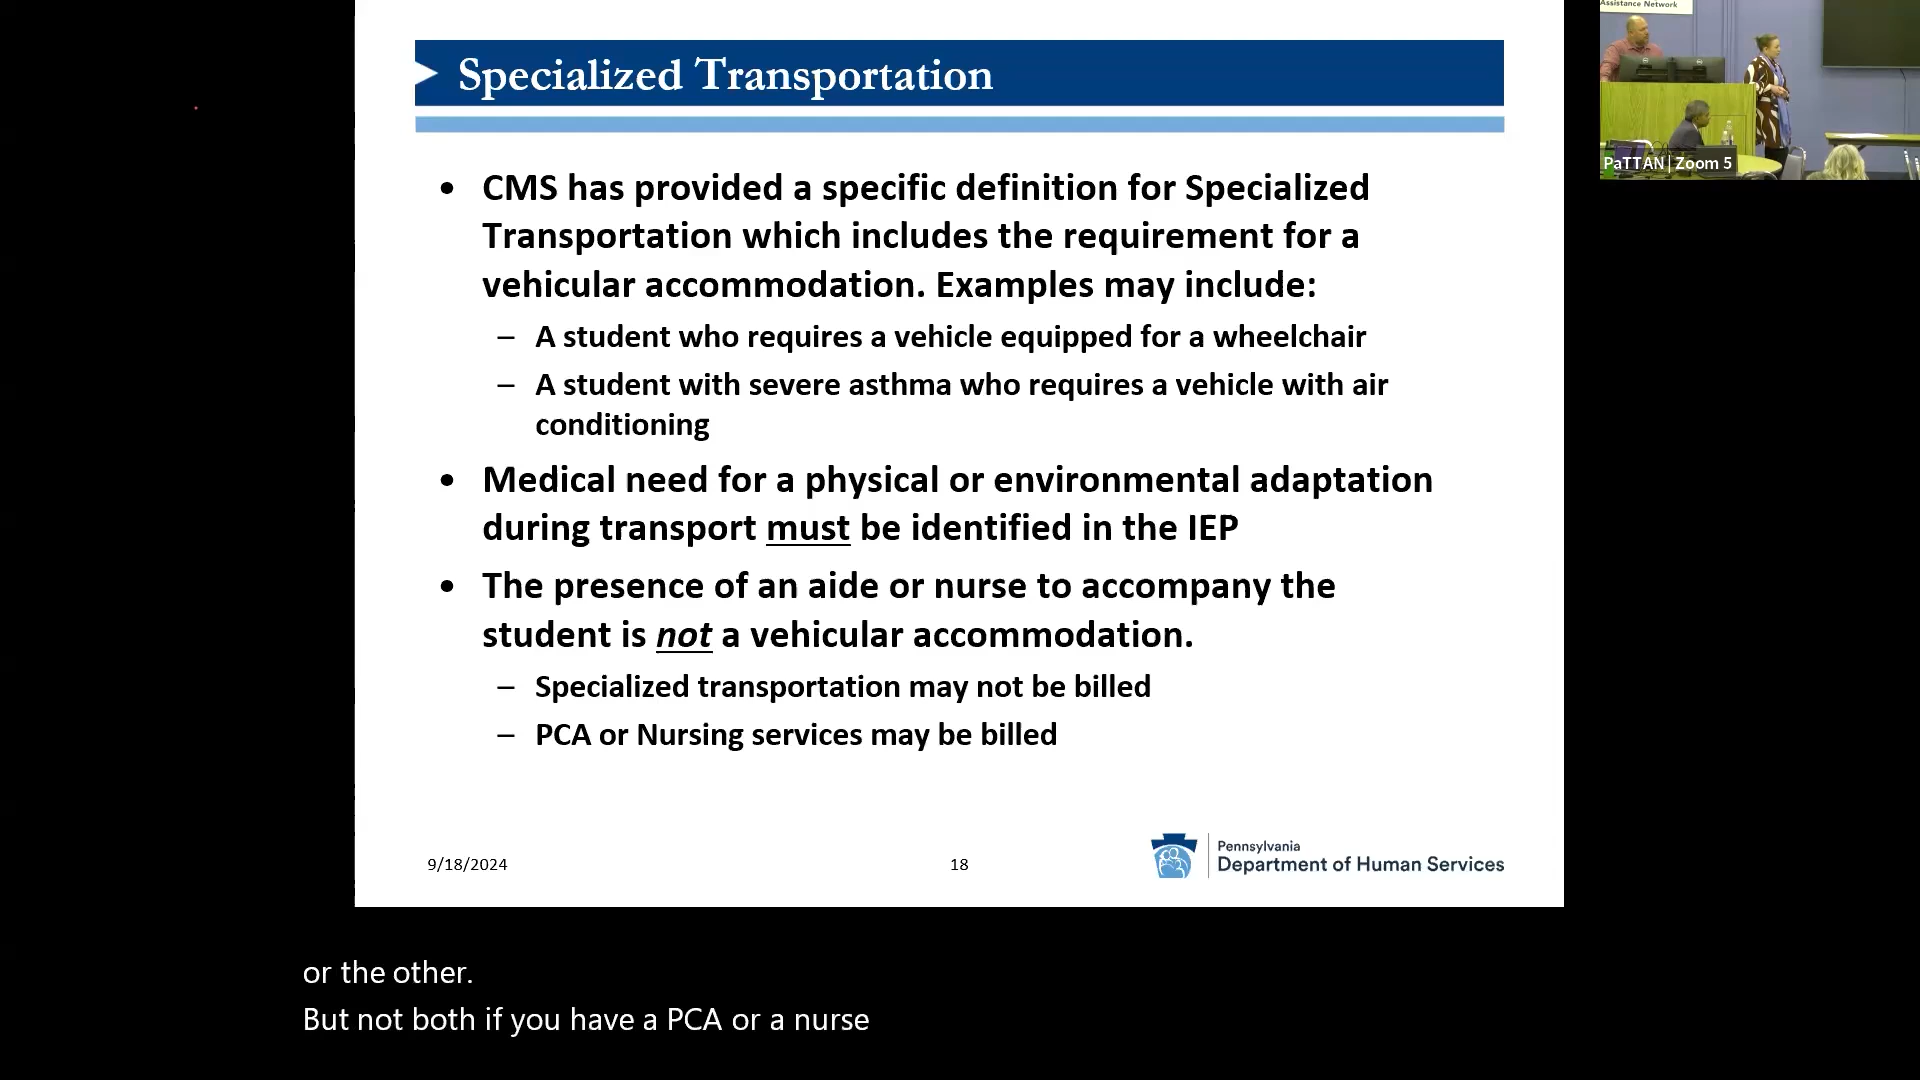 Assistance Network
Specialized Transportation
• CMS has provided a specific definition for Specialized
Transportation which includes the requirement for a
vehicular accommodation. Examples may include:
– A student who requires a vehicle equipped for a wheelchair
– A student with severe asthma who requires a vehicle with air
conditioning
• Medical need for a physical or environmental adaptation
during transport must be identified in the IEP
• The presence of an aide or nurse to accompany the
student is not a vehicular accommodation.
– Specialized transportation may not be billed
– PCA or Nursing services may be billed
PaTTAN | Zoom 5
9/18/2024
18
Pennsylvania
Department of Human Services
or the other.
But not both if you have a PCA or a nurse